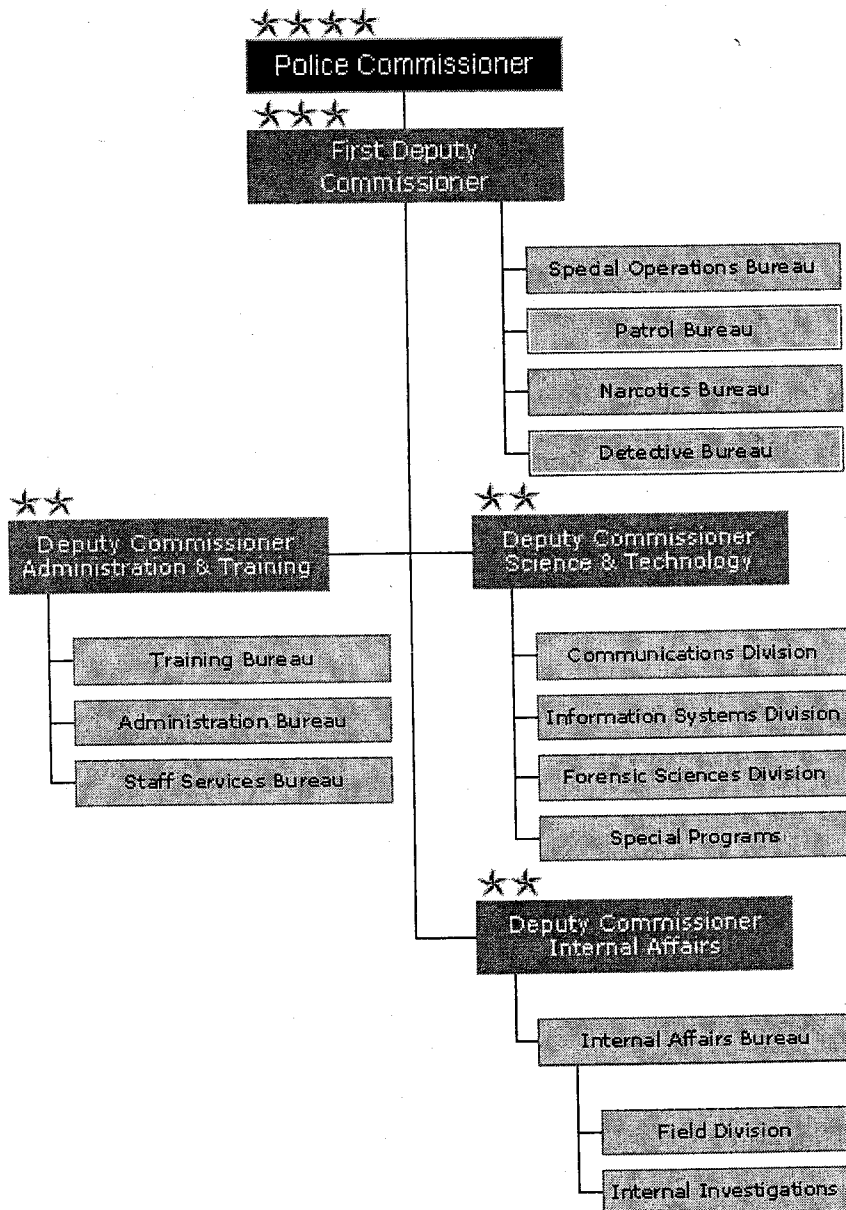 Police Commissioner
First Deputy
Commissioner
Special Operations Bureau
Patrol Bureau
Narcotics Bureau
Detective Bureau
Deputy Commissioner
Administration & Training
Training Bureau
Administration Bureau
Staff Services Bureau
Deputy Commissioner
Science & Technology
Communications Division
Information Systems Division
Forensic Sciences Division
Special Programs
Deputy Commissioner
Internal Affairs
Internal Affairs Bureau
Field Division
Internal Investigations